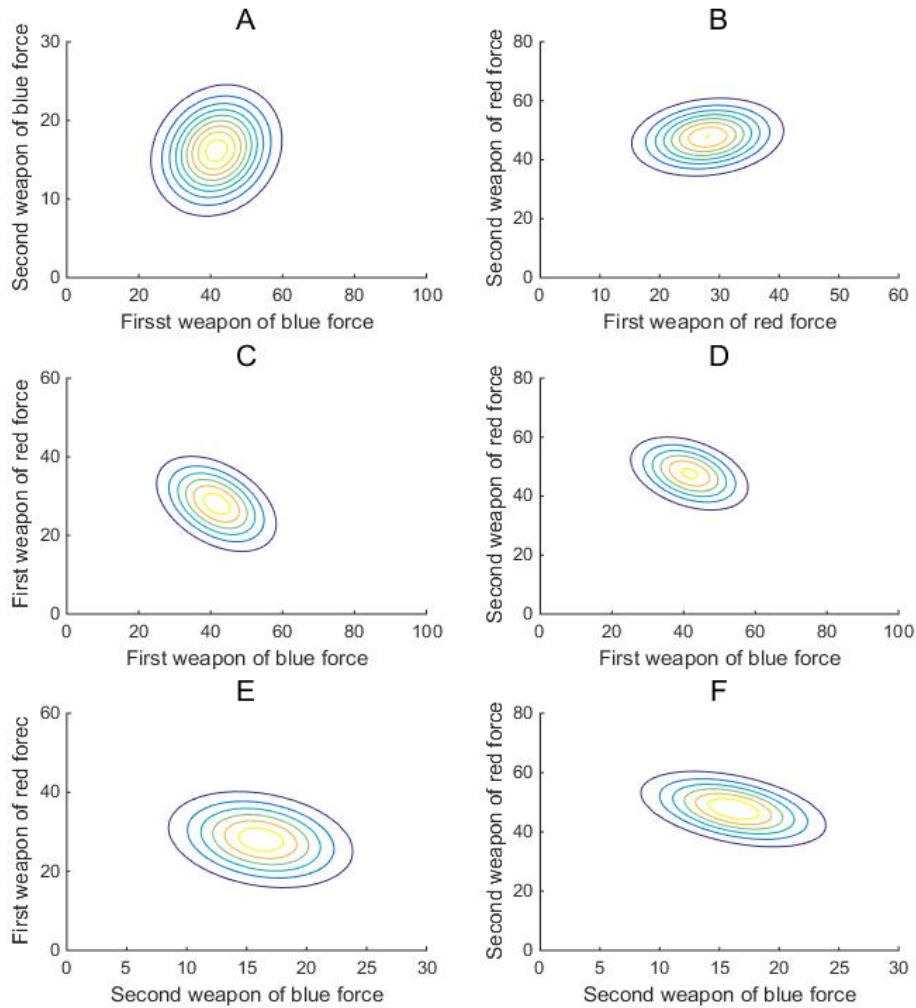 A
30
20
10
0
0 20 40 60 80 100
Second weapon of blue force
Firsst weapon of blue force
B
80
60
40
20
0
0 10 20 30 40 50 60
Second weapon of red force
First weapon of red force
C
60
40
20
0
0 20 40 60 80 100
First weapon of red force
First weapon of blue force
D
80
60
40
20
0
0 20 40 60 80 100
Second weapon of red force
First weapon of blue force
E
60
40
20
0
0 5 10 15 20 25 30
First weapon of red forec
Second weapon of blue force
F
80
60
40
20
0
0 5 10 15 20 25 30
Second weapon of red force
Second weapon of blue force